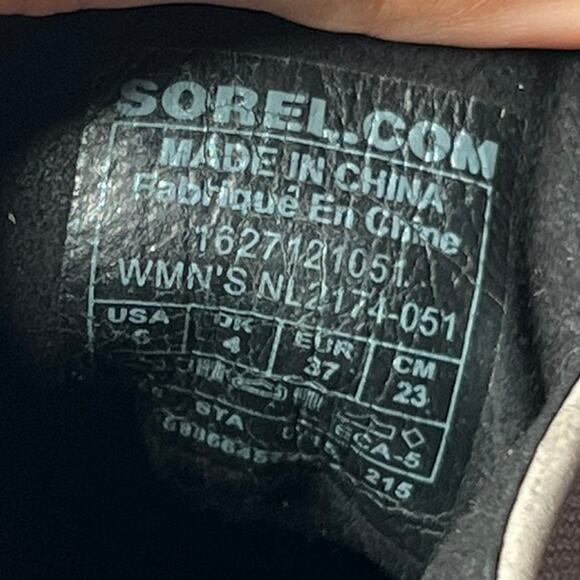 SOREL.COM
MADE IN CHINA
Fabriqué En Chine
1627121051
WMN'S NL2174-051
USA UK EUR CM
6 4 37 23
STA ECA-5
215